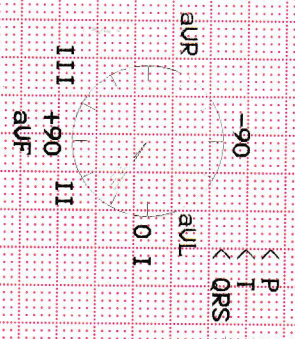 < P
-90 < T
< QRS
aVR aVL
0 I
III II
+90
aVF